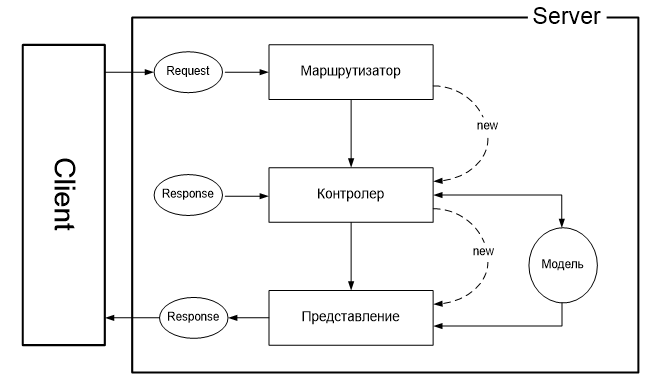 Server
Client
Request
Маршрутизатор
new
Response
Контролер
new
Модель
Response
Представление